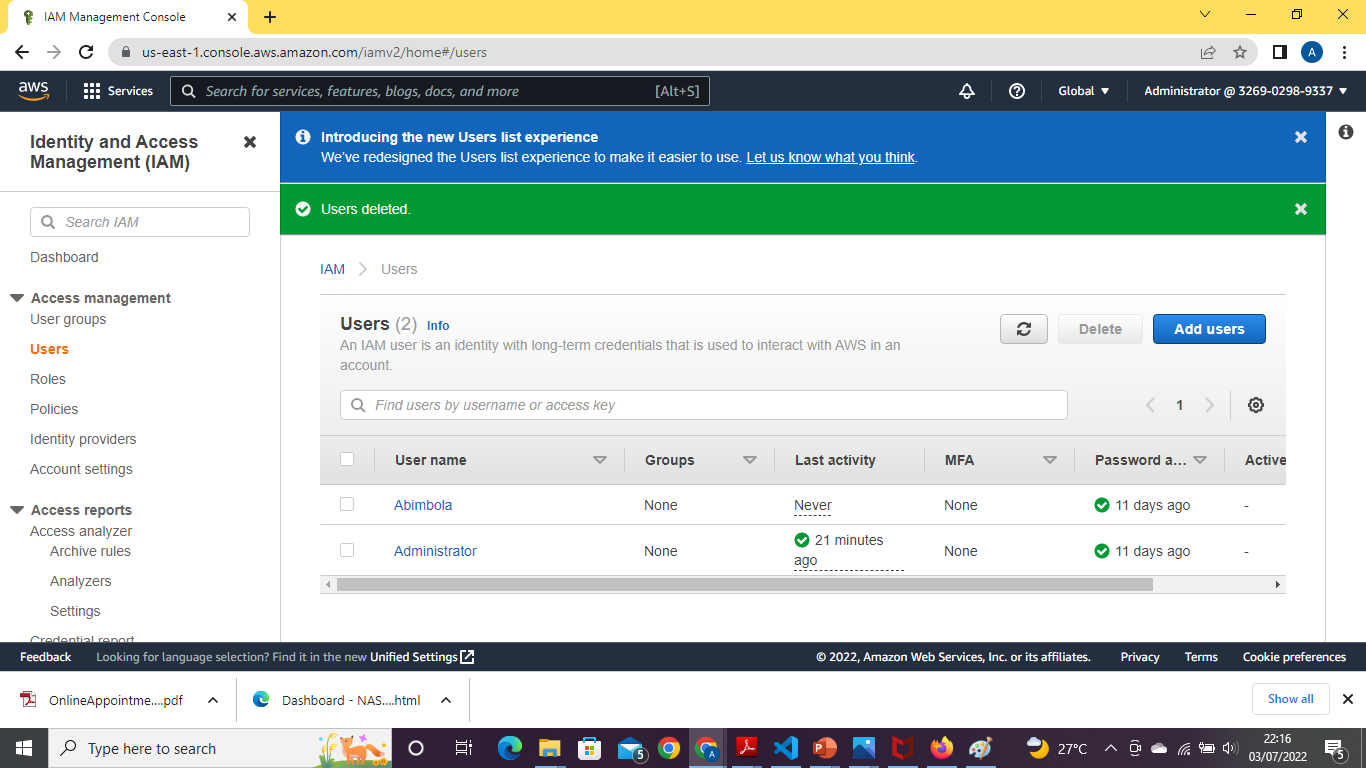 IAM Management Console
us-east-1.console.aws.amazon.com/iamv2/home#/users
A
aws
Services
Search for services, features, blogs, docs, and more [Alt+S]
Global
Administrator @ 3269-0298-9337
Identity and Access
Management (IAM)
Search IAM
Dashboard
Access management
User groups
Users
Roles
Policies
Identity providers
Account settings
Access reports
Access analyzer
Archive rules
Analyzers
Settings
Credential report
Introducing the new Users list experience
We've redesigned the Users list experience to make it easier to use. Let us know what you think.
Users deleted.
IAM Users
Users (2) Info
An IAM user is an identity with long-term credentials that is used to interact with AWS in an
account.
Delete
Add users
Find users by username or access key
1
User name Groups Last activity MFA Password a... Active
Abimbola None Never None 11 days ago -
Administrator None 21 minutes ago None 11 days ago -
Feedback Looking for language selection? Find it in the new Unified Settings
© 2022, Amazon Web Services, Inc. or its affiliates. Privacy Terms Cookie preferences
OnlineAppointme....pdf
Dashboard - NAS....html
Show all
Type here to search
5
A
27°C
22:16
03/07/2022
5